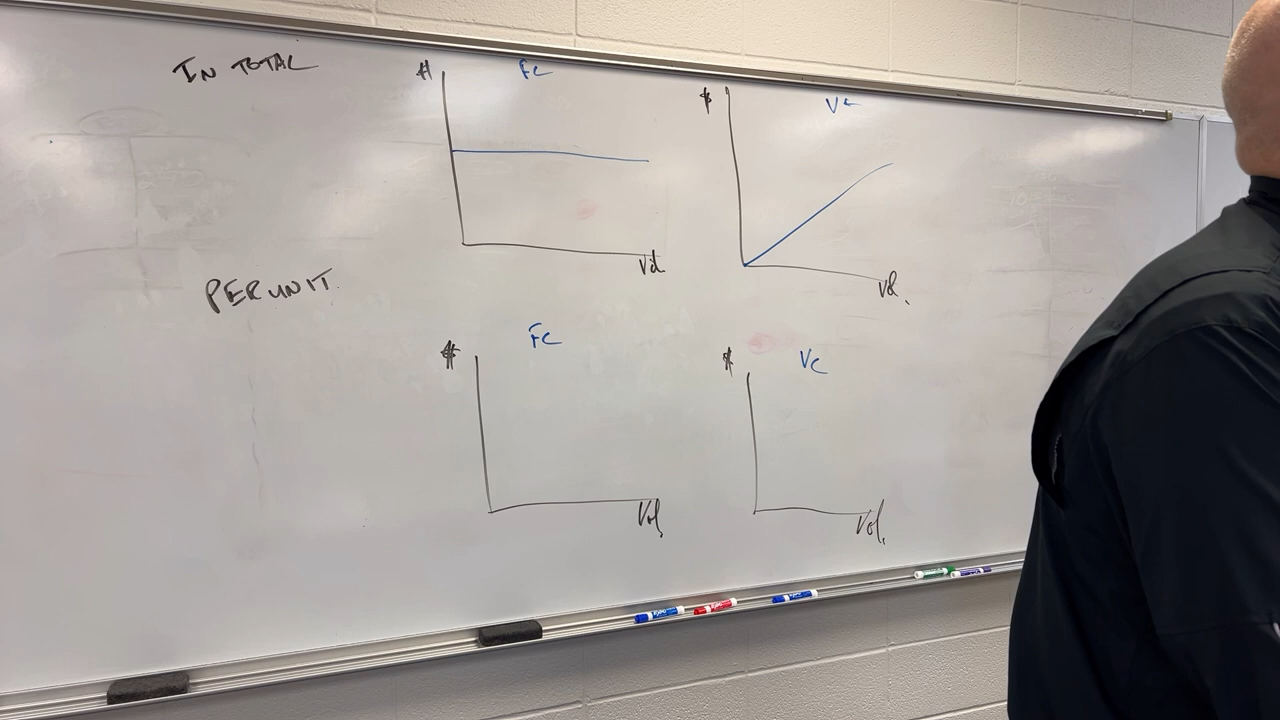 IN TOTAL
$ FC
$ VC
Vol
Vol.
PER UNIT.
$ FC
$ VC
Vol.
Vol.